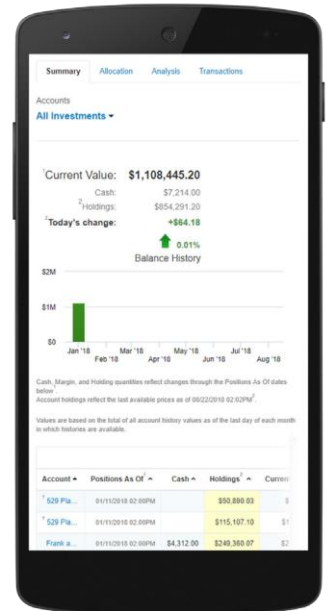 Summary Allocation Analysis Transactions
Accounts
All Investments
1Current Value: $1,108,445.20
Cash: $7,214.00
2Holdings: $854,291.20
2Today's change: +$64.18
0.01%
Balance History
$2M
$1M
$0
Jan '18 Mar '18 May '18 Jul '18
Feb '18 Apr '18 Jun '18 Aug '18
Cash, Margin, and Holding quantities reflect changes through the Positions As Of dates
below
Account holdings reflect the last available prices as of 08/22/2018 02:02PM
Values are based on the total of all account history values as of the last day of each month
in which histories are available.
Account Positions As Of Cash Holdings2 Curren
529 Pla... 01/11/2018 02:00PM $50,890.03 $
529 Pla... 01/11/2018 02:00PM $115,107.10 $1
Frank a... 01/11/2018 02:00PM $4,312.00 $249,360.07 $2